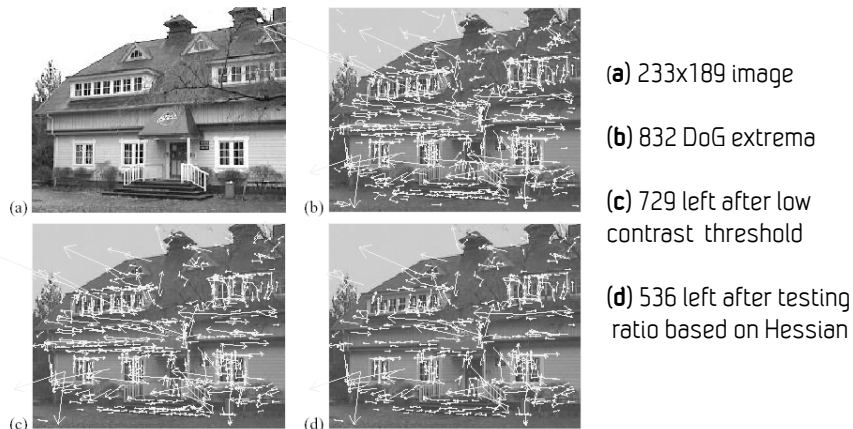 (a)
(b)
(c)
(d)
(a) 233x189 image
(b) 832 DoG extrema
(c) 729 left after low
contrast threshold
(d) 536 left after testing
ratio based on Hessian